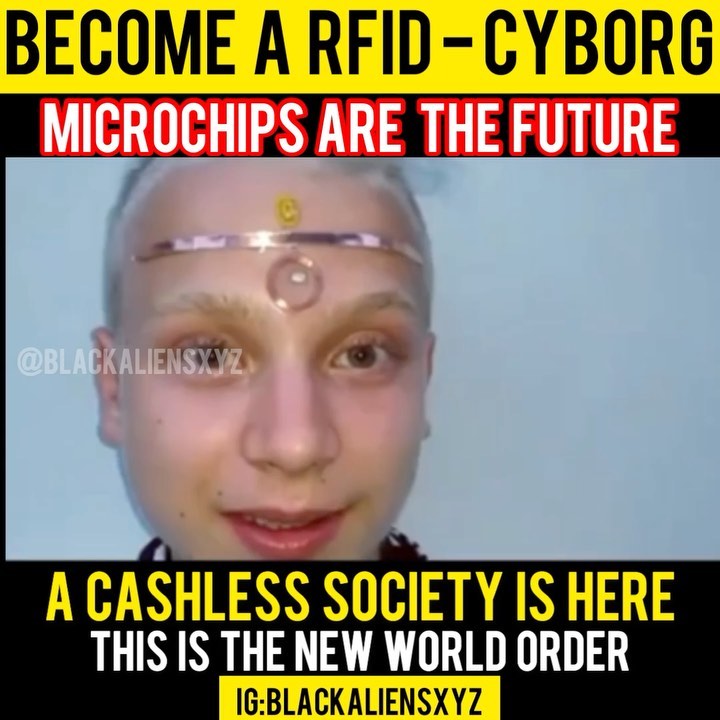 BECOME A RFID - CYBORG
MICROCHIPS ARE THE FUTURE
@BLACKALIENSXYZ
A CASHLESS SOCIETY IS HERE
THIS IS THE NEW WORLD ORDER
IG:BLACKALIENSXYZ